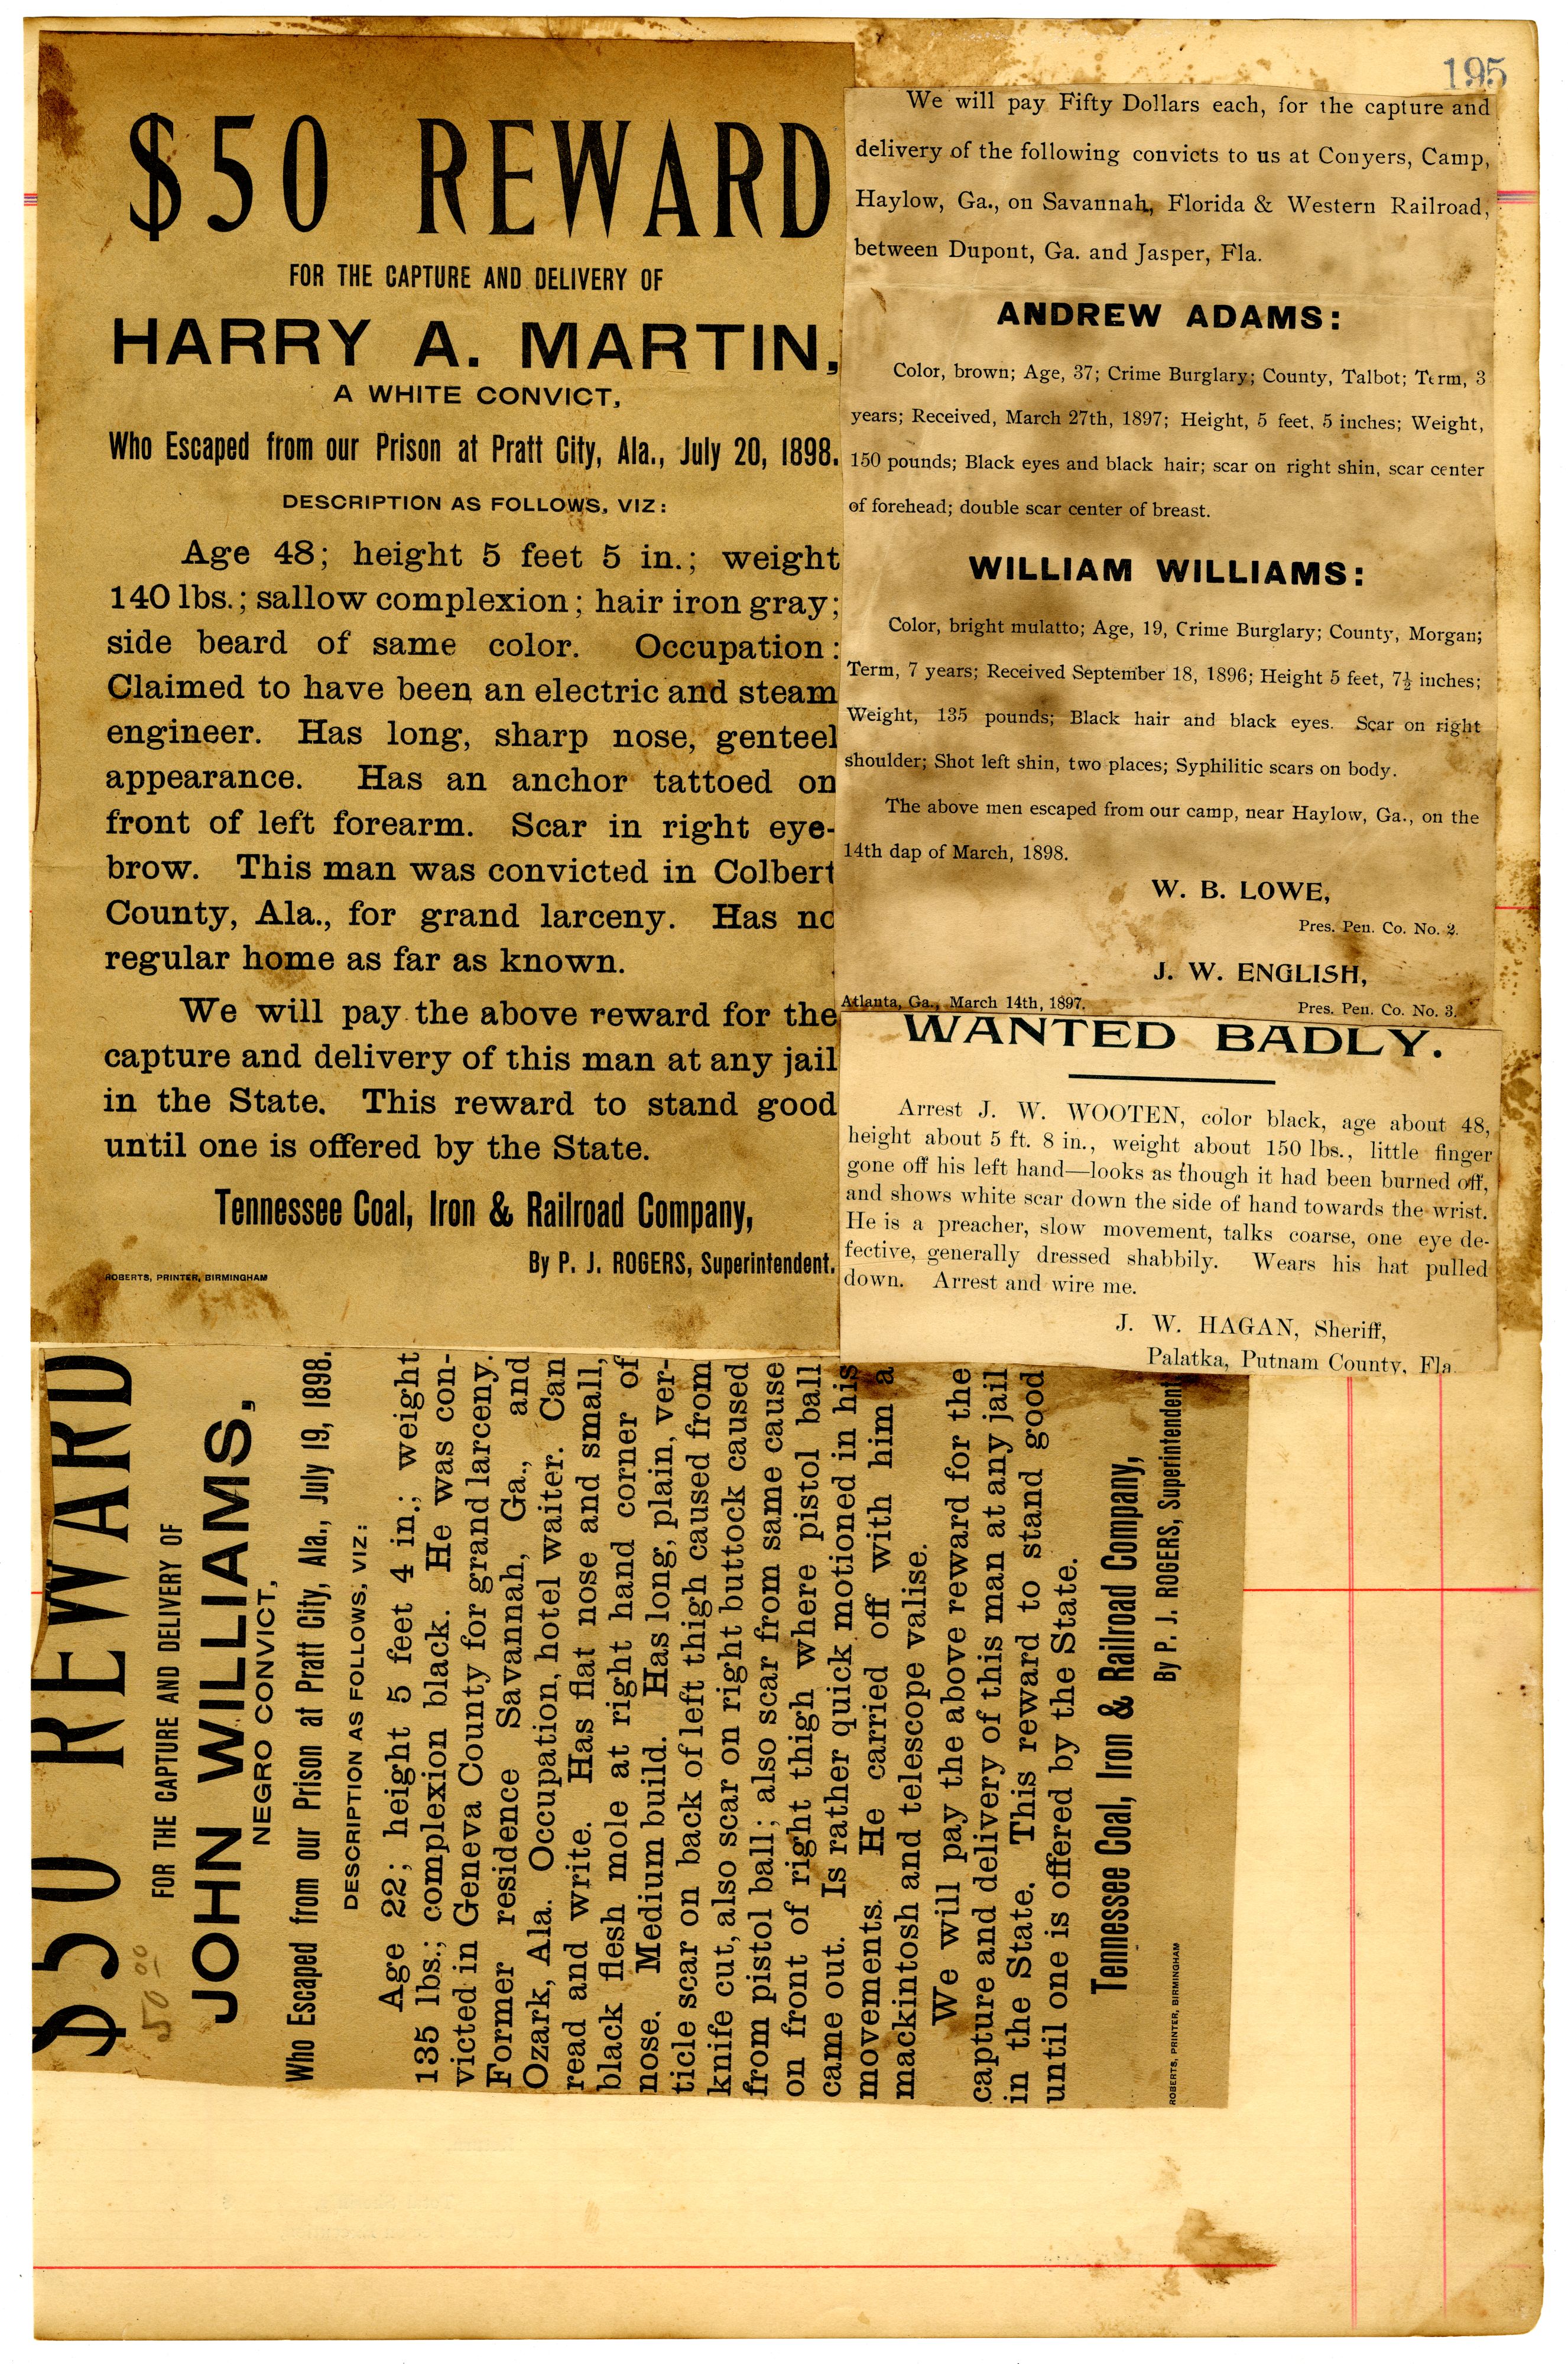 195
$50 REWARD
FOR THE CAPTURE AND DELIVERY OF
HARRY A. MARTIN,
A WHITE CONVICT,
Who Escaped from our Prison at Pratt City, Ala., July 20, 1898.
DESCRIPTION AS FOLLOWS, VIZ:
Age 48; height 5 feet 5 in.; weight
140 lbs.; sallow complexion; hair iron gray;
side beard of same color. Occupation:
Claimed to have been an electric and steam
engineer. Has long, sharp nose, genteel
appearance. Has an anchor tattoed on
front of left forearm. Scar in right eye-
brow. This man was convicted in Colbert
County, Ala., for grand larceny. Has no
regular home as far as known.
We will pay the above reward for the
capture and delivery of this man at any jail
in the State. This reward to stand good
until one is offered by the State.
Tennessee Coal, Iron & Railroad Company,
By P. J. ROGERS, Superintendent.
ROBERTS, PRINTER, BIRMINGHAM
We will pay Fifty Dollars each, for the capture and
delivery of the following convicts to us at Conyers, Camp,
Haylow, Ga., on Savannah, Florida & Western Railroad,
between Dupont, Ga. and Jasper, Fla.
ANDREW ADAMS:
Color, brown; Age, 37; Crime Burglary; County, Talbot; Term, 3
years; Received, March 27th, 1897; Height, 5 feet, 5 inches; Weight,
150 pounds; Black eyes and black hair; scar on right shin, scar center
of forehead; double scar center of breast.
WILLIAM WILLIAMS:
Color, bright mulatto; Age, 19, Crime Burglary; County, Morgan;
Term, 7 years; Received September 18, 1896; Height 5 feet, 7½ inches;
Weight, 135 pounds; Black hair and black eyes. Scar on right
shoulder; Shot left shin, two places; Syphilitic scars on body.
The above men escaped from our camp, near Haylow, Ga., on the
14th dap of March, 1898.
W. B. LOWE,
Pres. Pen. Co. No. 2.
J. W. ENGLISH,
Atlanta, Ga., March 14th, 1897. Pres. Pen. Co. No. 3.
WANTED BADLY.
Arrest J. W. WOOTEN, color black, age about 48,
height about 5 ft. 8 in., weight about 150 lbs., little finger
gone off his left hand—looks as though it had been burned off,
and shows white scar down the side of hand towards the wrist.
He is a preacher, slow movement, talks coarse, one eye de-
fective, generally dressed shabbily. Wears his hat pulled
down. Arrest and wire me.
J. W. HAGAN, Sheriff,
Palatka, Putnam County, Fla.
$50 REWARD
50 00
FOR THE CAPTURE AND DELIVERY OF
JOHN WILLIAMS,
NEGRO CONVICT,
Who Escaped from our Prison at Pratt City, Ala., July 19, 1898.
DESCRIPTION AS FOLLOWS, VIZ:
Age 22; height 5 feet 4 in.; weight
135 lbs.; complexion black. He was con-
victed in Geneva County for grand larceny.
Former residence Savannah, Ga., and
Ozark, Ala. Occupation, hotel waiter. Can
read and write. Has flat nose and small,
black flesh mole at right hand corner of
nose. Medium build. Has long, plain, ver-
ticle scar on back of left thigh caused from
knife cut, also scar on right buttock caused
from pistol ball; also scar from same cause
on front of right thigh where pistol ball
came out. Is rather quick motioned in his
movements. He carried off with him a
mackintosh and telescope valise.
We will pay the above reward for the
capture and delivery of this man at any jail
in the State. This reward to stand good
until one is offered by the State.
Tennessee Coal, Iron & Railroad Company,
By P. J. ROGERS, Superintendent
ROBERTS, PRINTER, BIRMINGHAM